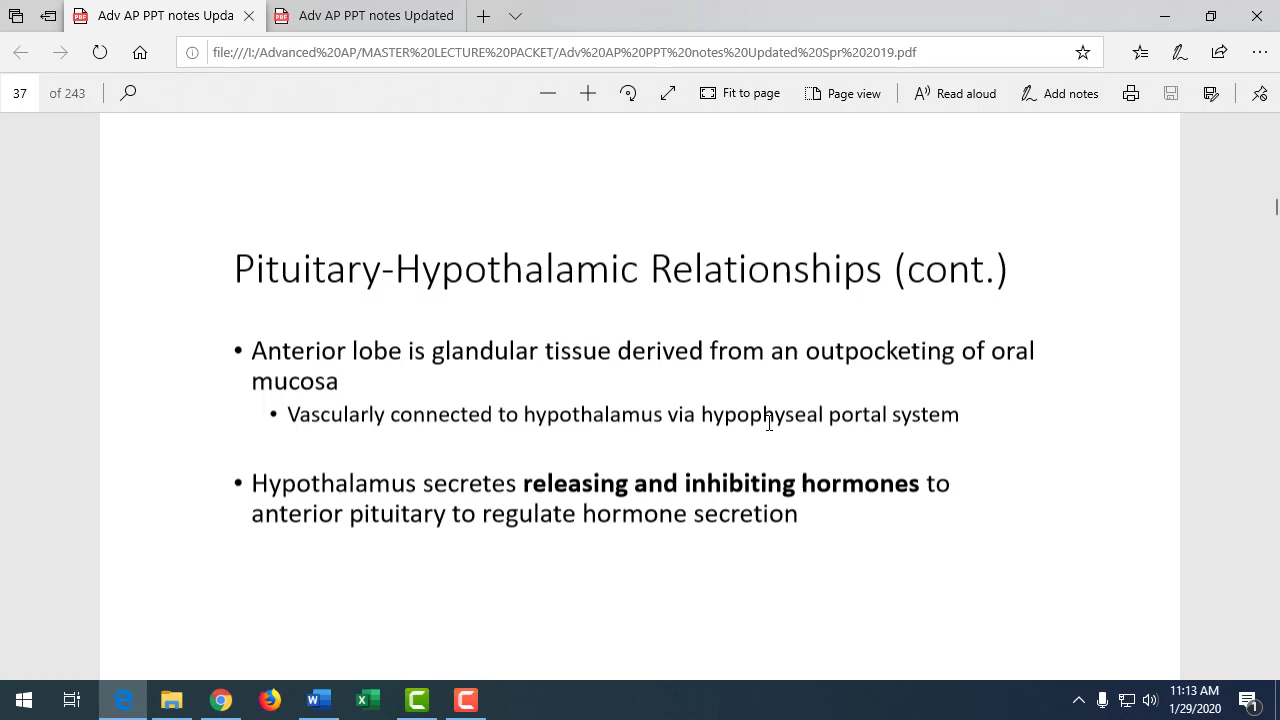 Adv AP PPT notes Upda
Adv AP PPT notes Updated
file:///I:/Advanced%20AP/MASTER%20LECTURE%20PACKET/Adv%20AP%20PPT%20notes%20Updated%20Spr%202019.pdf
37 of 243
Fit to page
Page view
Read aloud
Add notes
Pituitary-Hypothalamic Relationships (cont.)
• Anterior lobe is glandular tissue derived from an outpocketing of oral
mucosa
• Vascularly connected to hypothalamus via hypophyseal portal system
• Hypothalamus secretes releasing and inhibiting hormones to
anterior pituitary to regulate hormone secretion
11:13 AM
1/29/2020
1